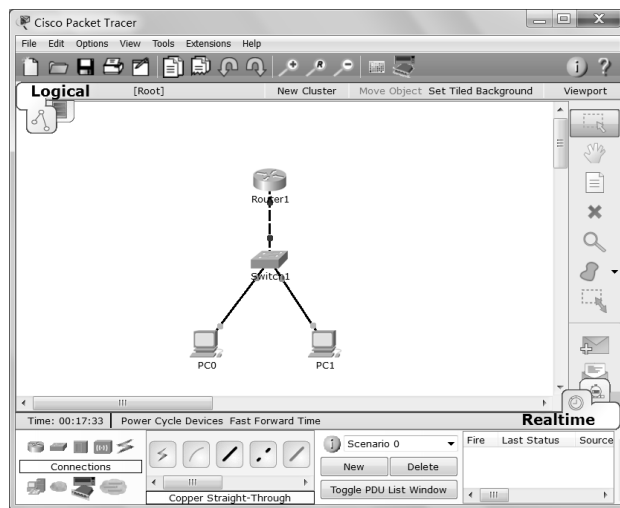 Cisco Packet Tracer
File Edit Options View Tools Extensions Help
Logical [Root] New Cluster Move Object Set Tiled Background Viewport
Router1
Switch1
PC0 PC1
Time: 00:17:33 Power Cycle Devices Fast Forward Time Realtime
Scenario 0
Fire Last Status Source
Connections
New Delete
Toggle PDU List Window
Copper Straight-Through